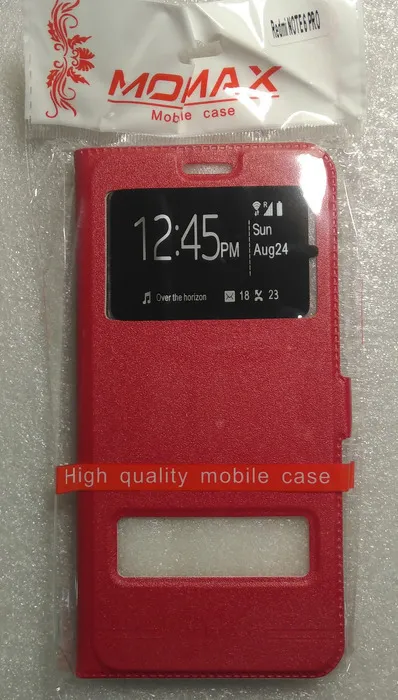 Redmi NOTE 6 PRO
MONAX
Mobile case
12:45PM
R
Sun
Aug24
Over the horizon
18
23
High quality mobile case